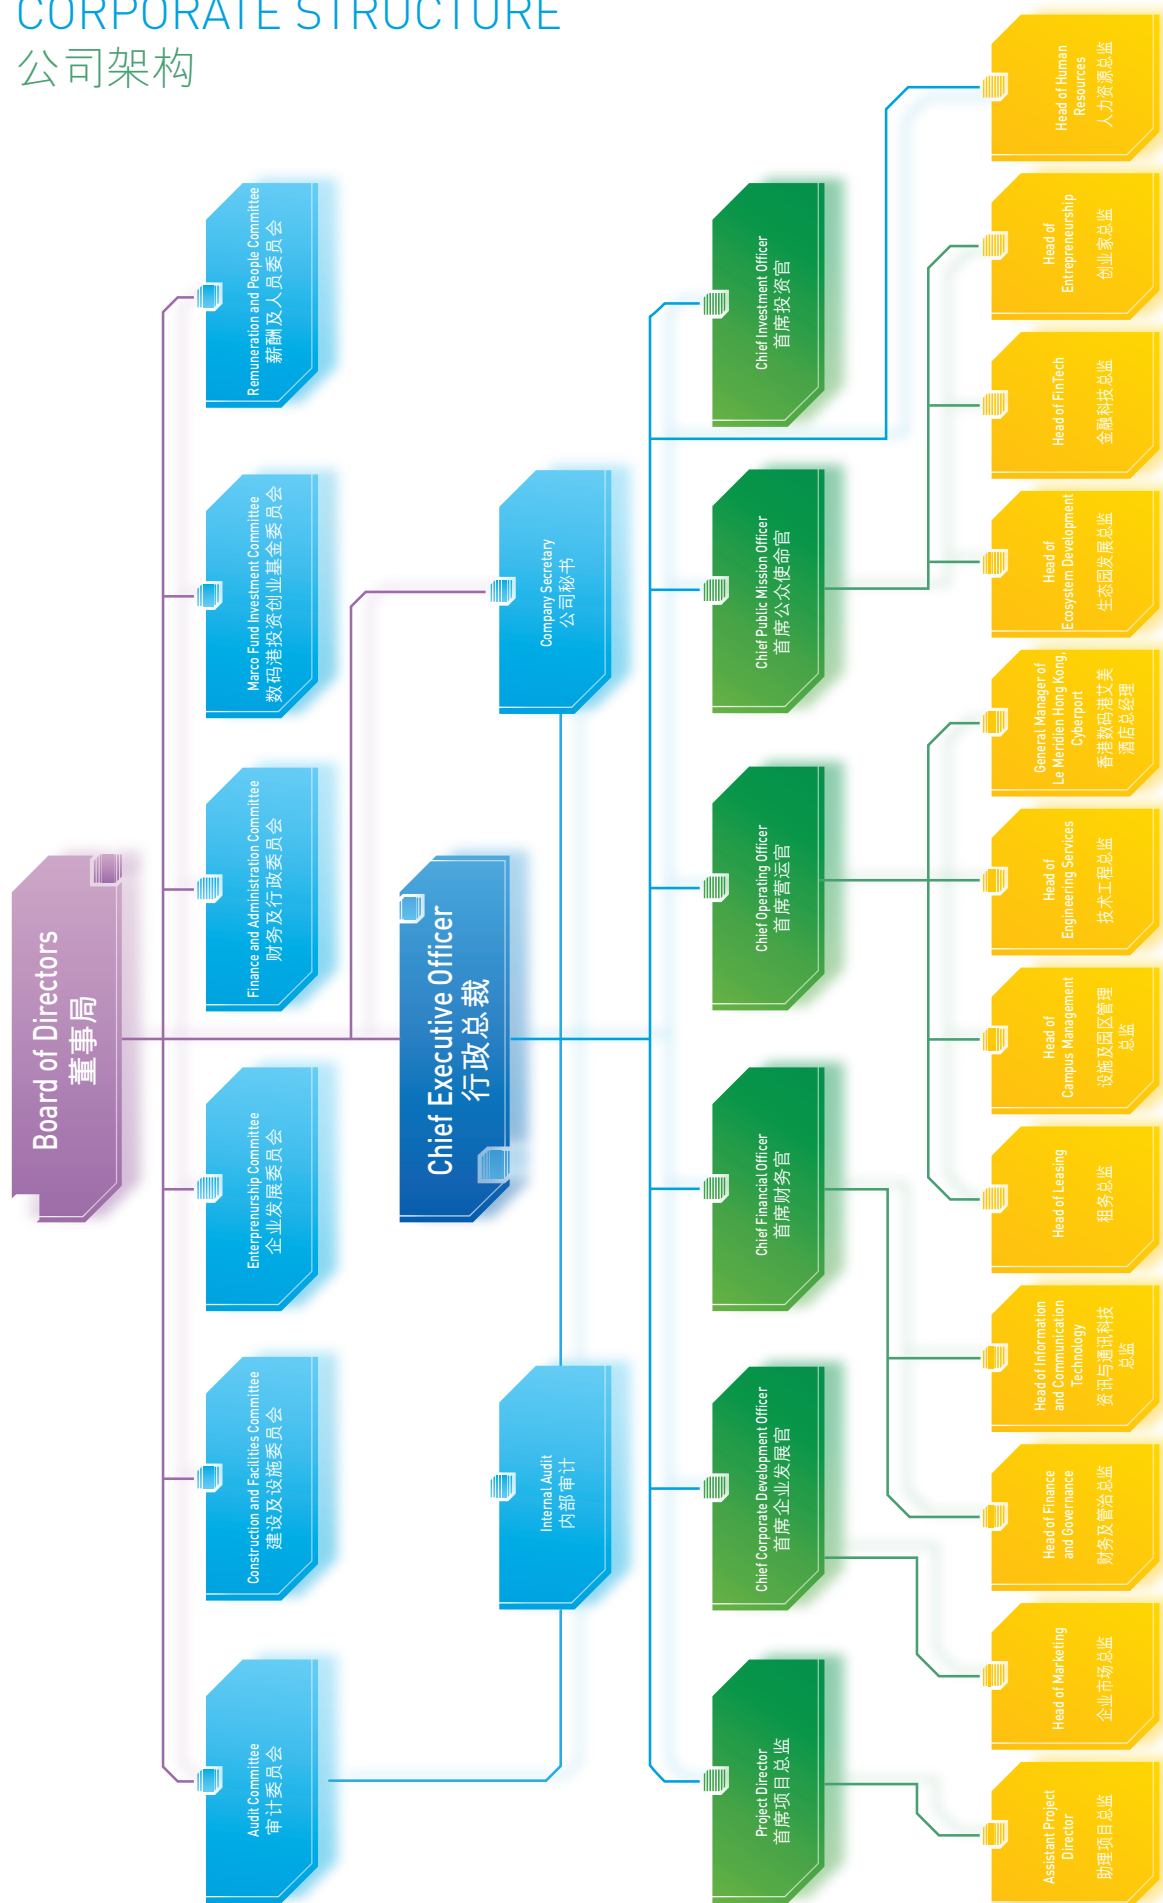 CORPORATE STRUCTURE
公司架构
Board of Directors
董事局
Audit Committee
审计委员会
Construction and Facilities Committee
建设及设施委员会
Enterprenurship Committee
企业发展委员会
Finance and Administration Committee
财务及行政委员会
Marco Fund Investment Committee
数码港投资创业基金委员会
Remuneration and People Committee
薪酬及人员委员会
Chief Executive Officer
行政总裁
Internal Audit
内部审计
Company Secretary
公司秘书
Project Director
首席项目总监
Chief Corporate Development Officer
首席企业发展官
Chief Financial Officer
首席财务官
Chief Operating Officer
首席营运官
Chief Public Mission Officer
首席公众使命官
Chief Investment Officer
首席投资官
Assistant Project
Director
助理项目总监
Head of Marketing
企业市场总监
Head of Finance
and Governance
财务及管治总监
Head of Information
and Communication
Technology
资讯与通讯科技
总监
Head of Leasing
租务总监
Head of
Campus Management
设施及园区管理
总监
Head of
Engineering Services
技术工程总监
General Manager of
Le Meridien Hong Kong,
Cyberport
香港数码港艾美
酒店总经理
Head of
Ecosystem Development
生态园发展总监
Head of FinTech
金融科技总监
Head of
Entrepreneurship
创业家总监
Head of Human
Resources
人力资源总监